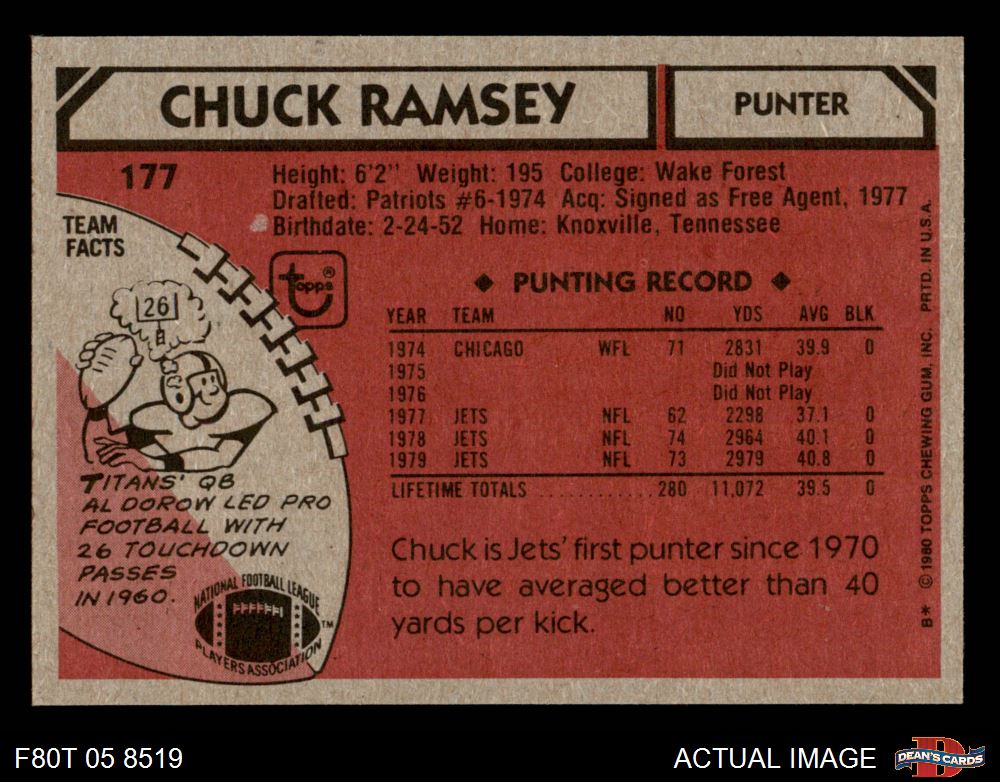 CHUCK RAMSEY
PUNTER
177
Height: 6'2" Weight: 195 College: Wake Forest
Drafted: Patriots #6-1974 Acq: Signed as Free Agent, 1977
Birthdate: 2-24-52 Home: Knoxville, Tennessee
TEAM
FACTS
26
TITANS' QB
AL DOROW LED PRO
FOOTBALL WITH
26 TOUCHDOWN
PASSES
IN 1960.
NATIONAL FOOTBALL LEAGUE
PLAYERS ASSOCIATION
TM
topps®
◆ PUNTING RECORD ◆
YEAR TEAM NO YDS AVG BLK
1974 CHICAGO WFL 71 2831 39.9 0
1975 Did Not Play
1976 Did Not Play
1977 JETS NFL 62 2298 37.1 0
1978 JETS NFL 74 2964 40.1 0
1979 JETS NFL 73 2979 40.8 0
LIFETIME TOTALS ............ 280 11,072 39.5 0
Chuck is Jets' first punter since 1970
to have averaged better than 40
yards per kick.
B* ©1980 TOPPS CHEWING GUM, INC. PRTD. IN U.S.A.
F80T 05 8519
ACTUAL IMAGE
D
DEAN'S CARDS